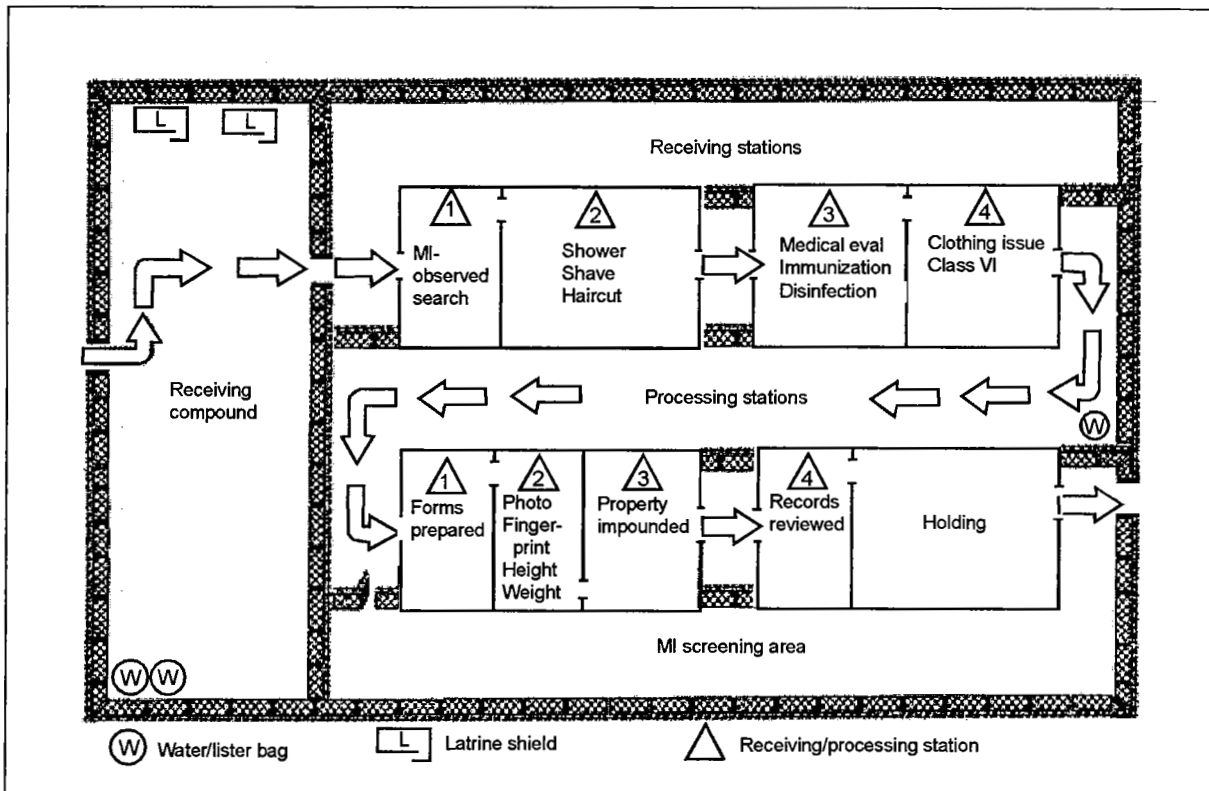 L
L
Receiving stations
1
MI-
observed
search
2
Shower
Shave
Haircut
3
Medical eval
Immunization
Disinfection
4
Clothing issue
Class VI
Receiving
compound
Processing stations
W
1
Forms
prepared
2
Photo
Finger-
print
Height
Weight
3
Property
impounded
4
Records
reviewed
Holding
MI screening area
W
W
W Water/lister bag
L Latrine shield
Receiving/processing station